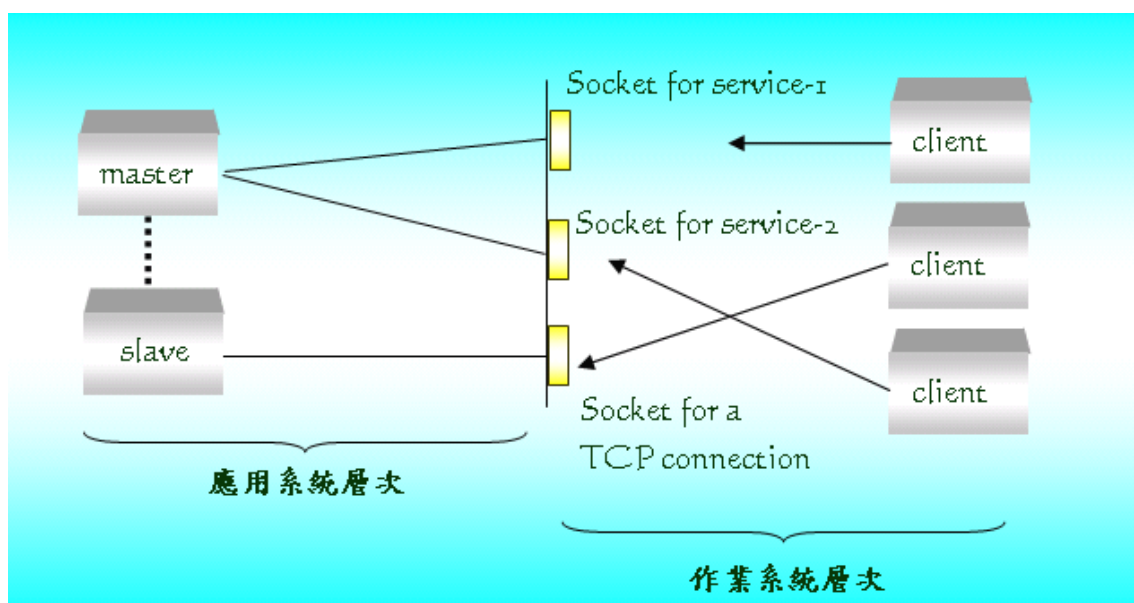 Socket for service-1
master
client
Socket for service-2
client
slave
client
Socket for a
TCP connection
應用系統層次
作業系統層次